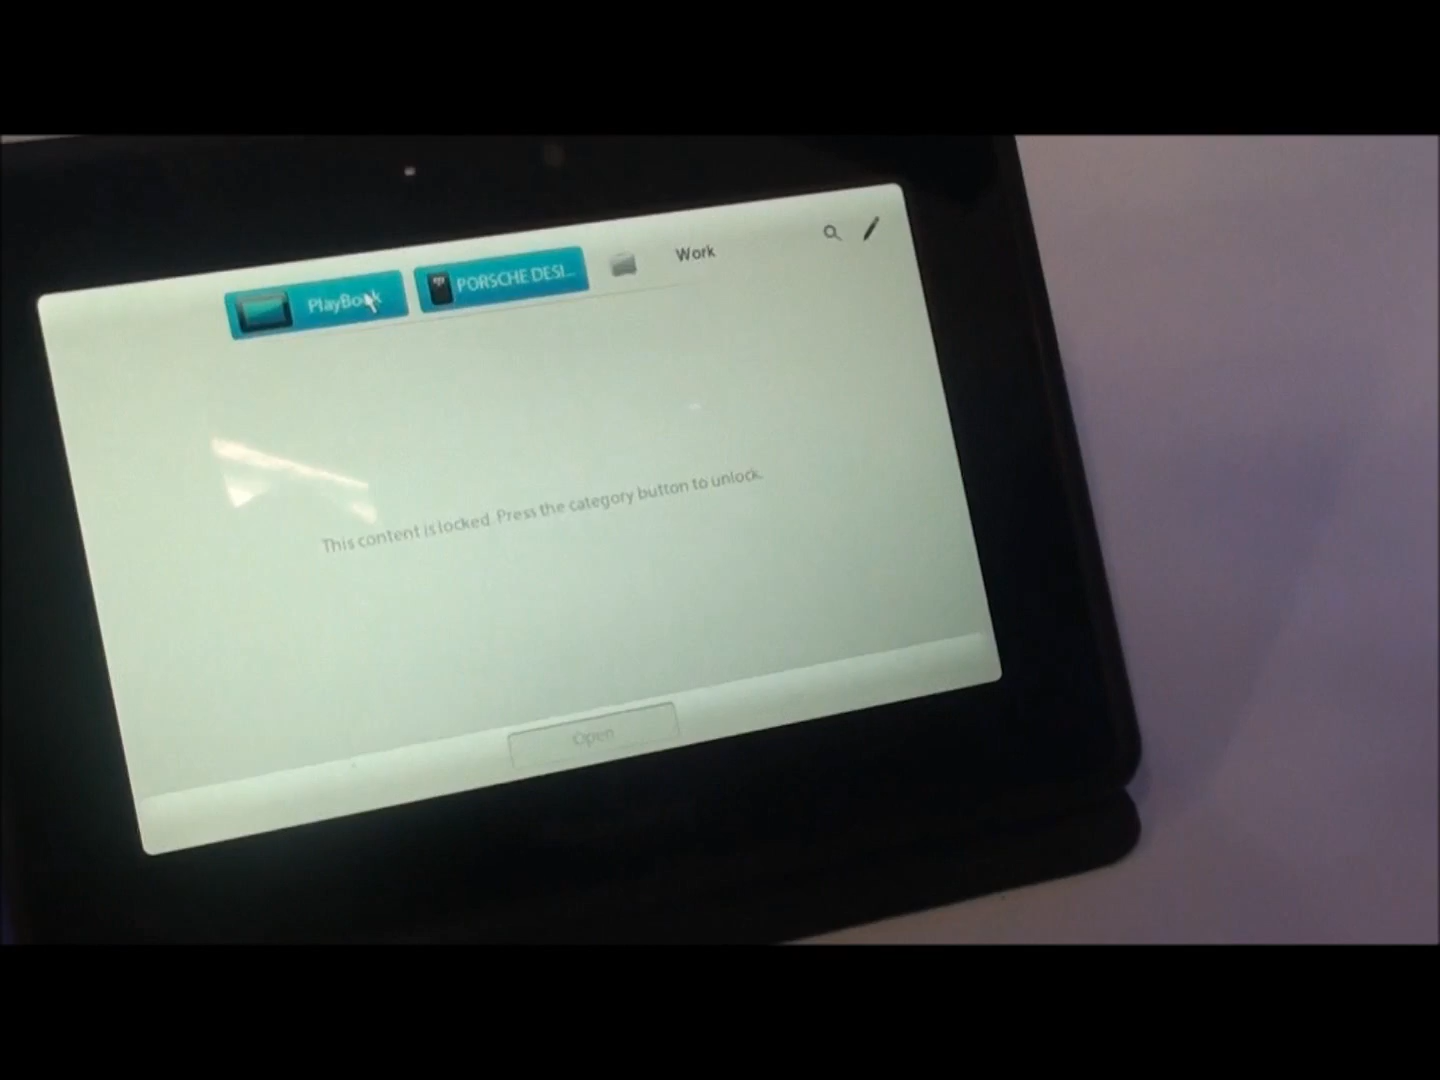 PlayBook
PORSCHE DESI...
Work
This content is locked. Press the category button to unlock.
Open